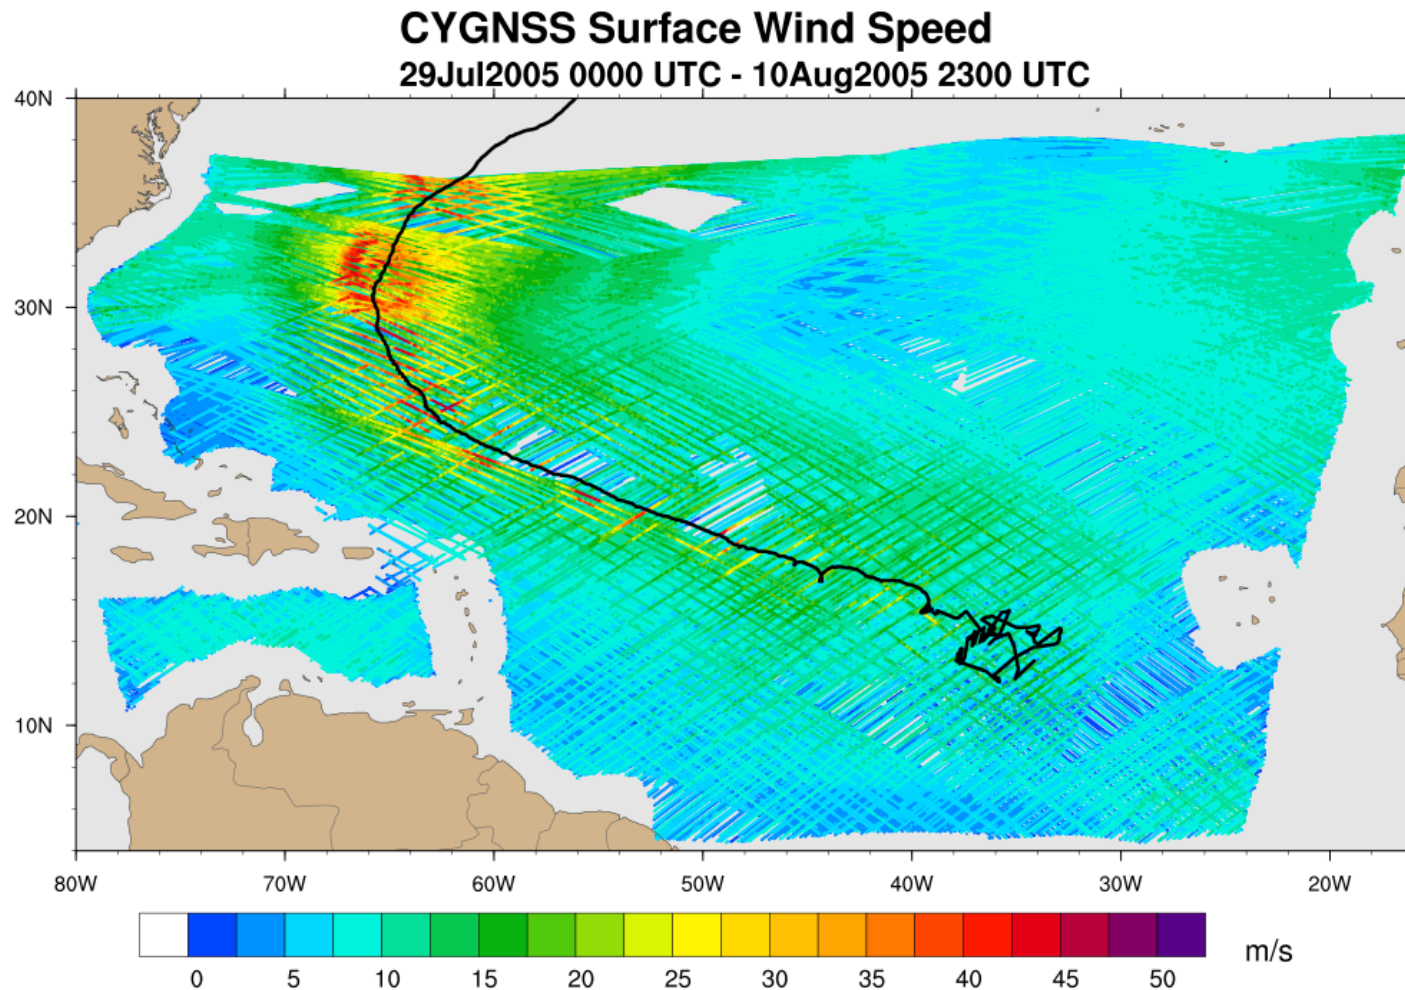 CYGNSS Surface Wind Speed
29Jul2005 0000 UTC - 10Aug2005 2300 UTC
40N
30N
20N
10N
80W 70W 60W 50W 40W 30W 20W
0 5 10 15 20 25 30 35 40 45 50 m/s